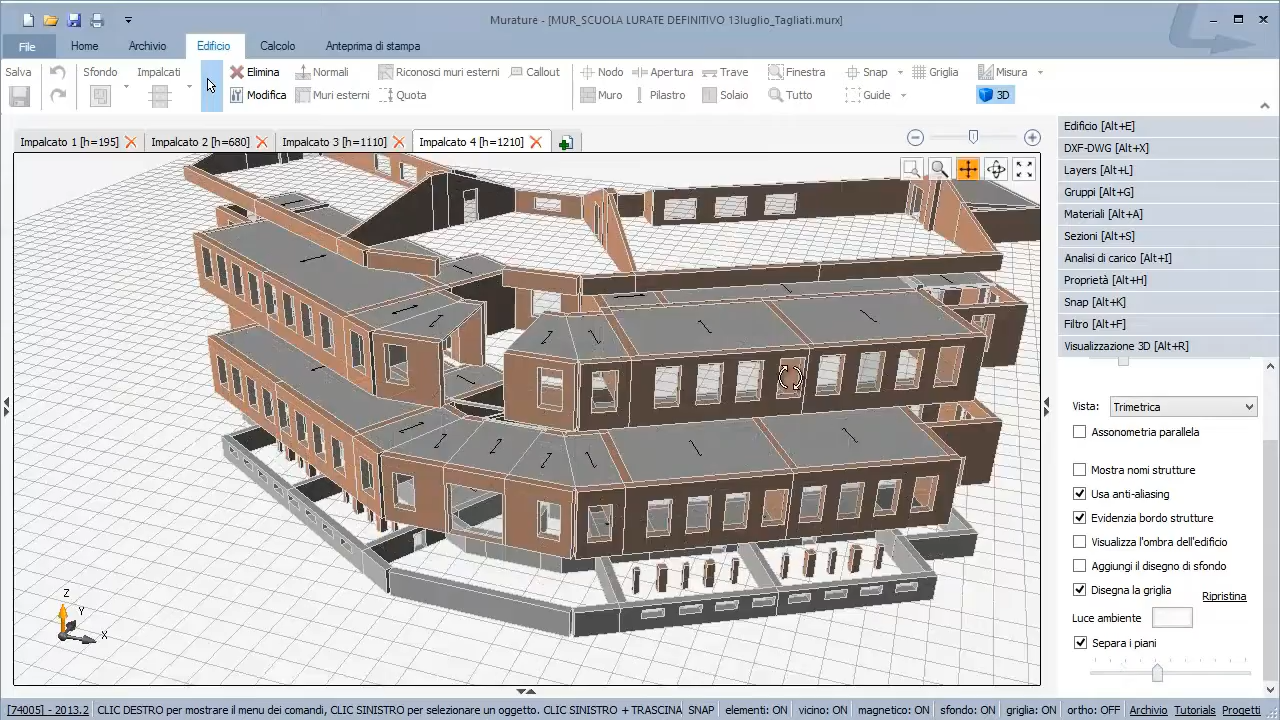 Murature - [MUR_SCUOLA LURATE DEFINITIVO 13luglio_Tagliati.murx]
File Home Archivio Edificio Calcolo Anteprima di stampa
Salva Sfondo Impalcati Elimina Normali Riconosci muri esterni Callout Nodo Apertura Trave Finestra Snap Griglia Misura
Modifica Muri esterni Quota Muro Pilastro Solaio Tutto Guide 3D
Impalcato 1 [h=195] Impalcato 2 [h=680] Impalcato 3 [h=1110] Impalcato 4 [h=1210]
Edificio [Alt+E]
DXF-DWG [Alt+X]
Layers [Alt+L]
Gruppi [Alt+G]
Materiali [Alt+A]
Sezioni [Alt+S]
Analisi di carico [Alt+I]
Proprietà [Alt+H]
Snap [Alt+K]
Filtro [Alt+F]
Visualizzazione 3D [Alt+R]
Vista: Trimetrica
Assonometria parallela
Mostra nomi strutture
Usa anti-aliasing
Evidenzia bordo strutture
Visualizza l'ombra dell'edificio
Aggiungi il disegno di sfondo
Disegna la griglia
Ripristina
Luce ambiente
Separa i piani
Z
Y
X
[74005] - 2013.2 CLIC DESTRO per mostrare il menu dei comandi, CLIC SINISTRO per selezionare un oggetto. CLIC SINISTRO + TRASCINA SNAP elementi: ON vicino: ON magnetico: ON sfondo: ON griglia: ON ortho: OFF Archivio Tutorials Progetti